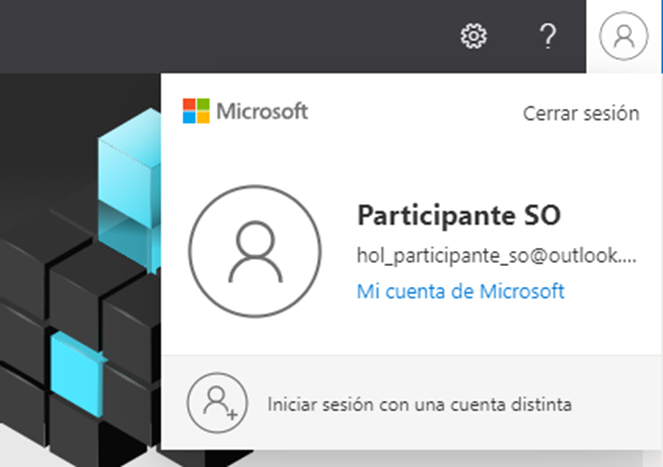 ?
Microsoft
Cerrar sesión
Participante SO
hol_participante_so@outlook....
Mi cuenta de Microsoft
Iniciar sesión con una cuenta distinta